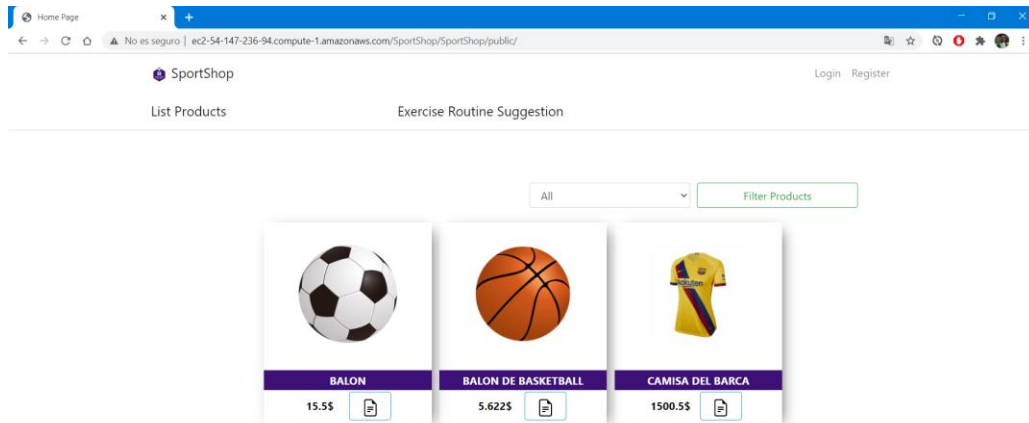 Home Page
No es seguro | ec2-54-147-236-94.compute-1.amazonaws.com/SportShop/SportShop/public/
SportShop
Login Register
List Products
Exercise Routine Suggestion
All
Filter Products
BALON
BALON DE BASKETBALL
CAMISA DEL BARCA
15.5$
5.622$
1500.5$